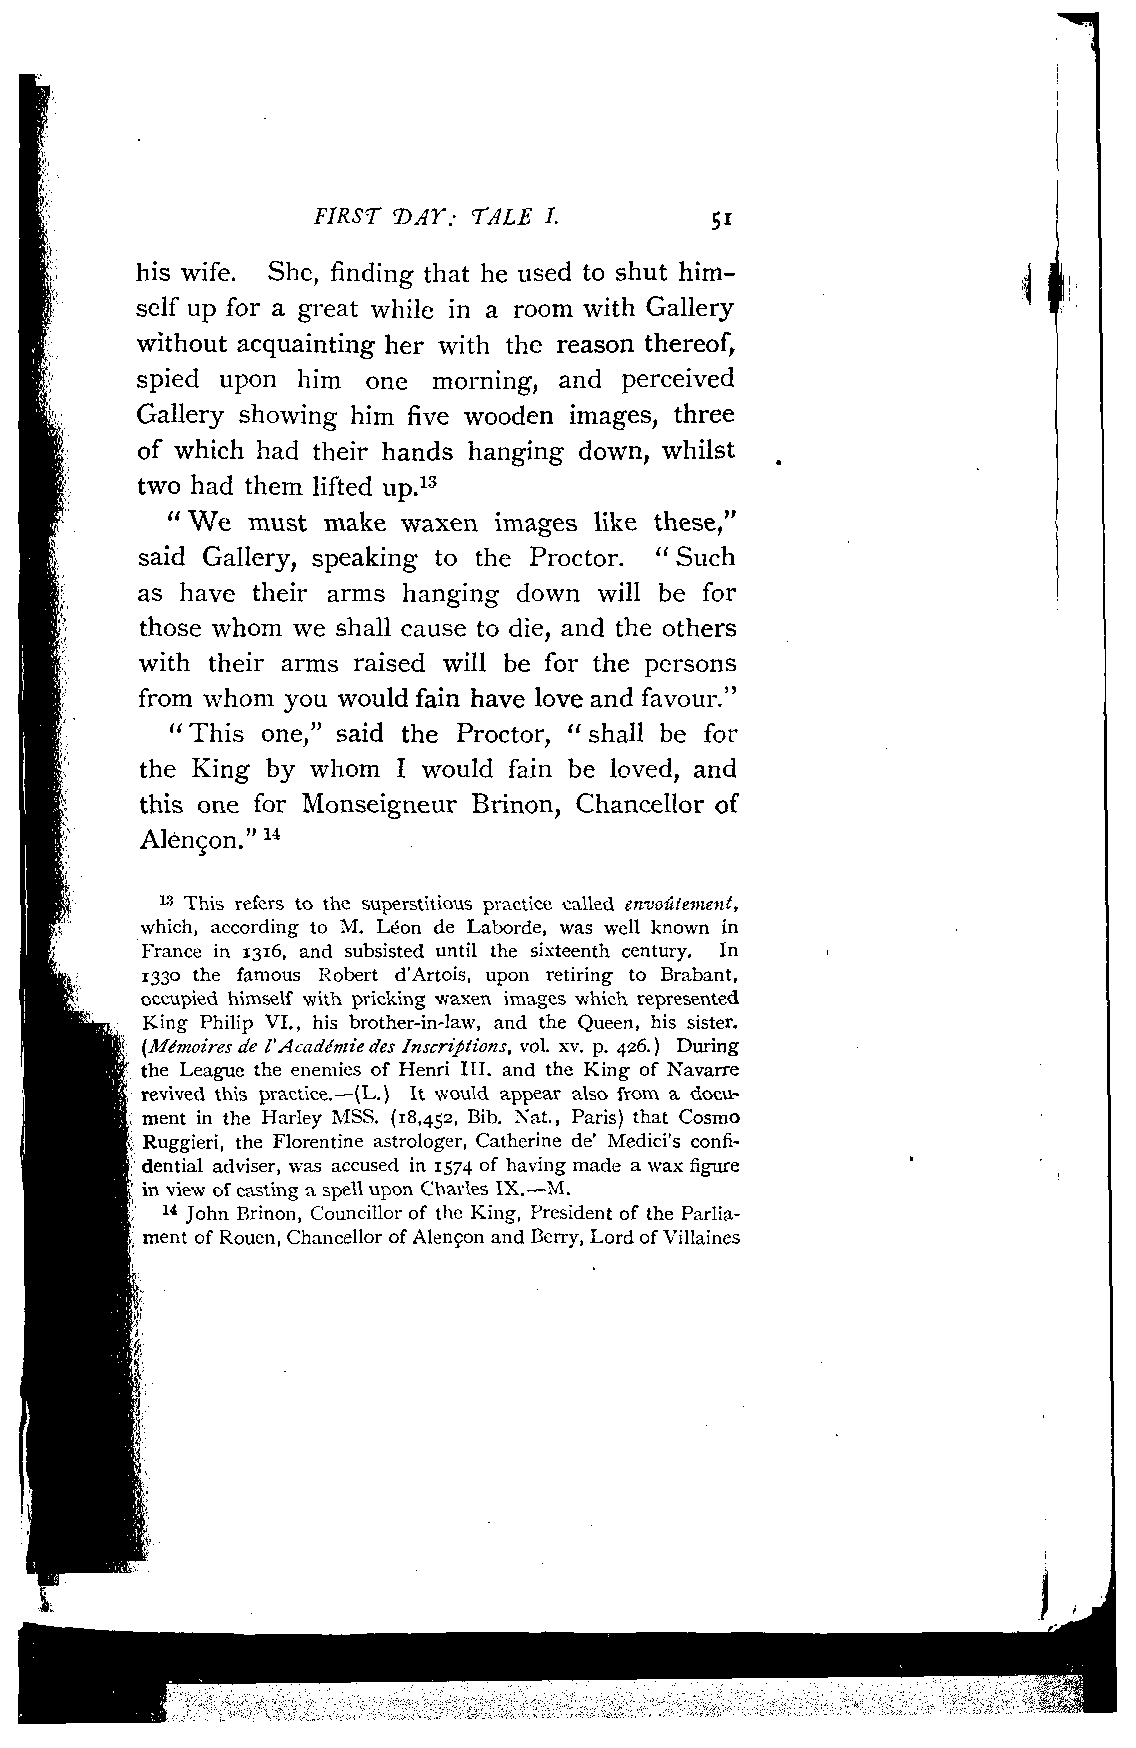 FIRST DAY: TALE I. 51
his wife. She, finding that he used to shut him-
self up for a great while in a room with Gallery
without acquainting her with the reason thereof,
spied upon him one morning, and perceived
Gallery showing him five wooden images, three
of which had their hands hanging down, whilst
two had them lifted up.¹³
“We must make waxen images like these,”
said Gallery, speaking to the Proctor. “Such
as have their arms hanging down will be for
those whom we shall cause to die, and the others
with their arms raised will be for the persons
from whom you would fain have love and favour.”
“This one,” said the Proctor, “shall be for
the King by whom I would fain be loved, and
this one for Monseigneur Brinon, Chancellor of
Alençon.” ¹⁴
¹³ This refers to the superstitious practice called envoûtement,
which, according to M. Léon de Laborde, was well known in
France in 1316, and subsisted until the sixteenth century. In
1330 the famous Robert d'Artois, upon retiring to Brabant,
occupied himself with pricking waxen images which represented
King Philip VI., his brother-in-law, and the Queen, his sister.
(Mémoires de l'Académie des Inscriptions, vol. xv. p. 426.) During
the League the enemies of Henri III. and the King of Navarre
revived this practice.—(L.) It would appear also from a docu-
ment in the Harley MSS. (18,452, Bib. Nat., Paris) that Cosmo
Ruggieri, the Florentine astrologer, Catherine de' Medici's confi-
dential adviser, was accused in 1574 of having made a wax figure
in view of casting a spell upon Charles IX.—M.
¹⁴ John Brinon, Councillor of the King, President of the Parlia-
ment of Rouen, Chancellor of Alençon and Berry, Lord of Villaines